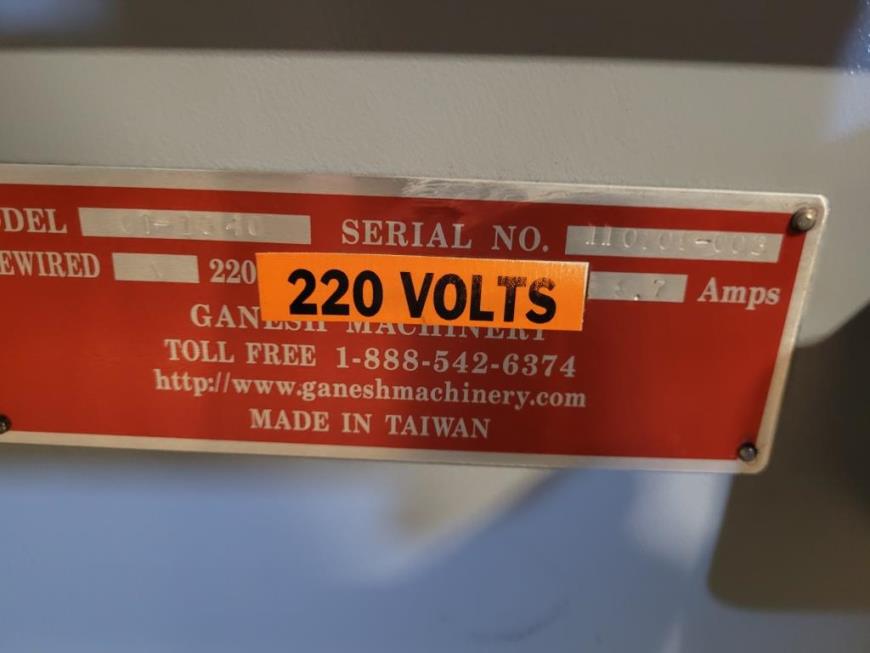 ODEL SERIAL NO.
EWIRED 220 Amps
220 VOLTS
GANESH MACHINERY
TOLL FREE 1-888-542-6374
http://www.ganeshmachinery.com
MADE IN TAIWAN